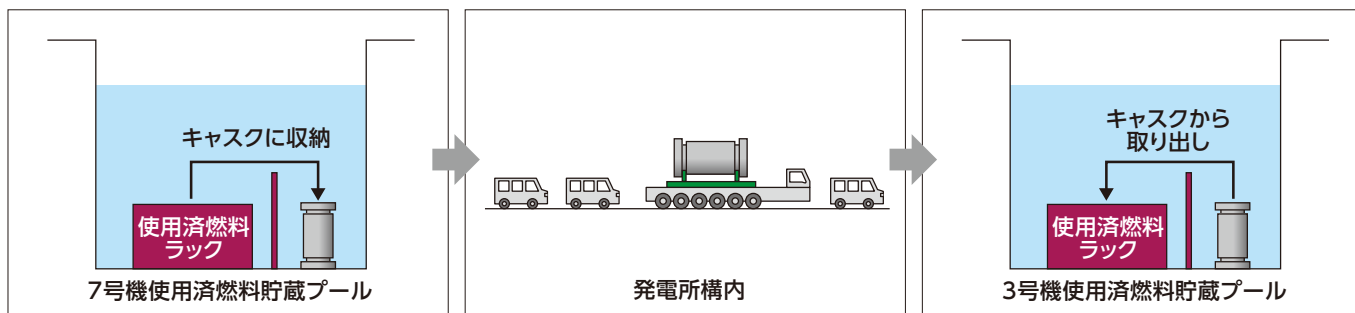 キャスクに収納
使用済燃料
ラック
7号機使用済燃料貯蔵プール
発電所構内
キャスクから
取り出し
使用済燃料
ラック
3号機使用済燃料貯蔵プール